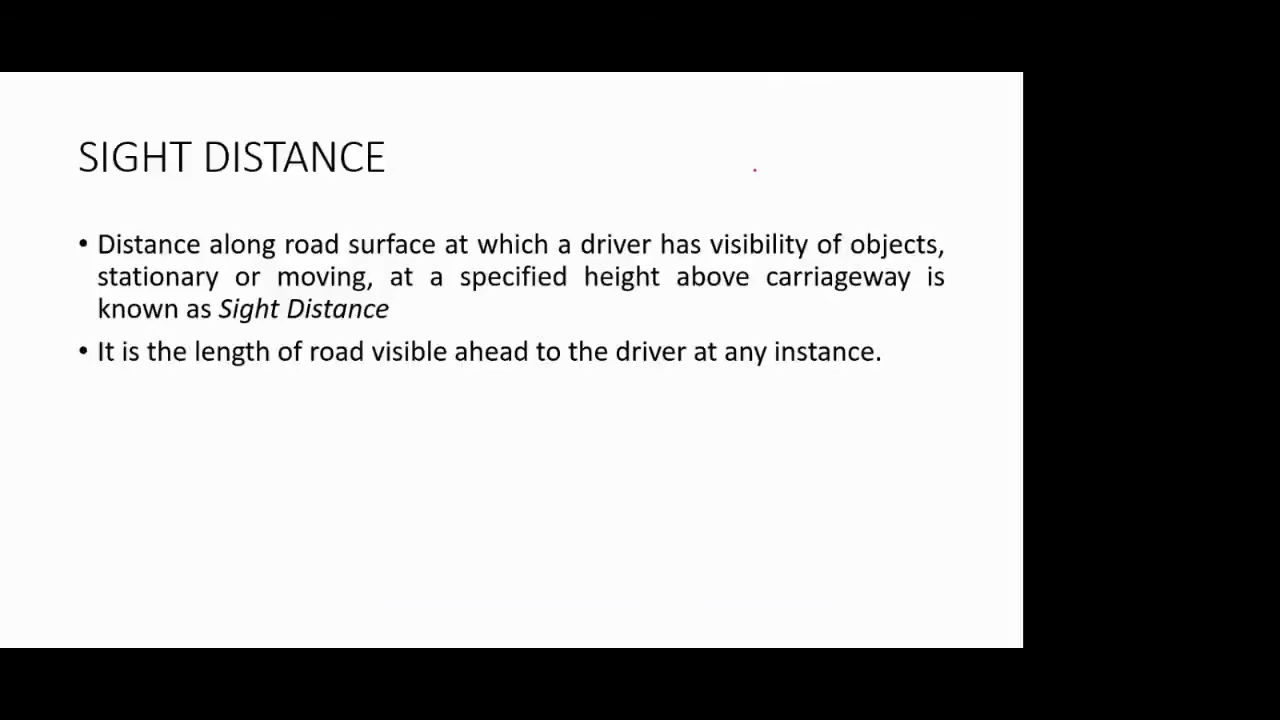 SIGHT DISTANCE
• Distance along road surface at which a driver has visibility of objects,
stationary or moving, at a specified height above carriageway is
known as Sight Distance
• It is the length of road visible ahead to the driver at any instance.